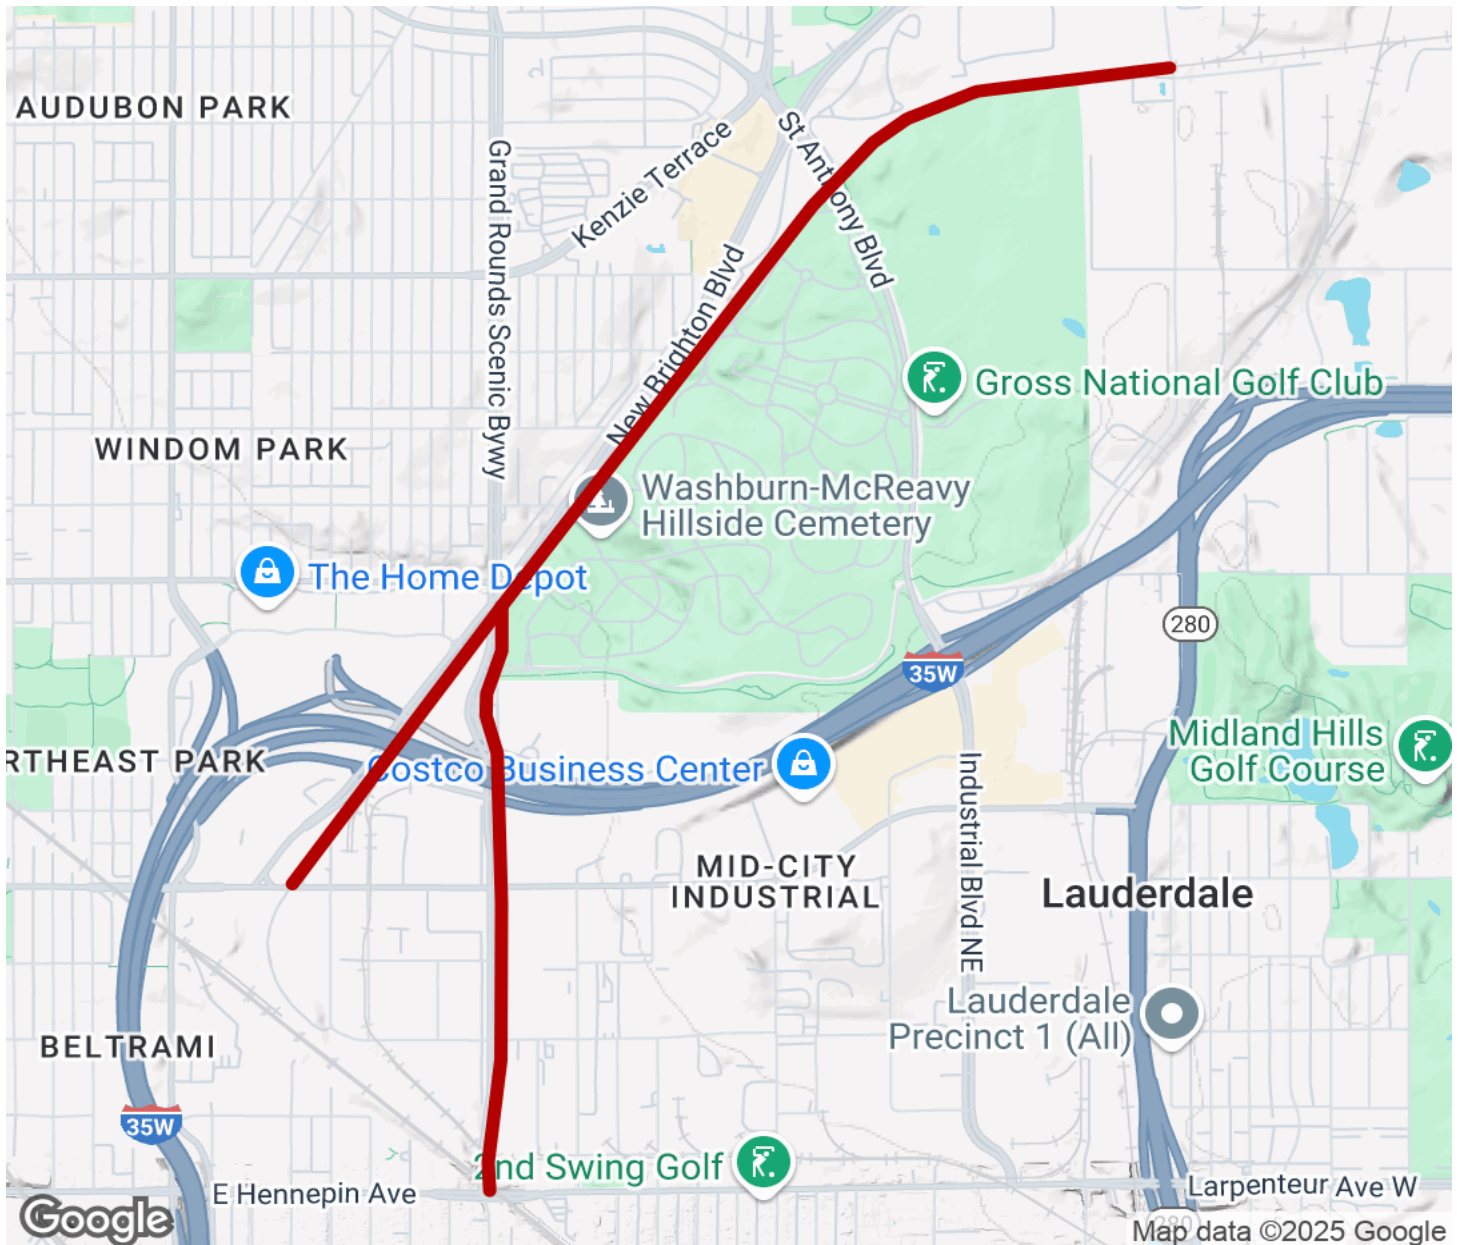 AUDUBON PARK
Grand Rounds Scenic Bywy
Kenzie Terrace
St Anthony Blvd
New Brighton Blvd
Gross National Golf Club
WINDOM PARK
Washburn-McReavy
Hillside Cemetery
The Home Depot
280
35W
Midland Hills
Golf Course
RTHEAST PARK
Costco Business Center
Industrial Blvd NE
MID-CITY
INDUSTRIAL
Lauderdale
Lauderdale
Precinct 1 (All)
BELTRAMI
35W
2nd Swing Golf
E Hennepin Ave
Larpenteur Ave W
Google
280
Map data ©2025 Google